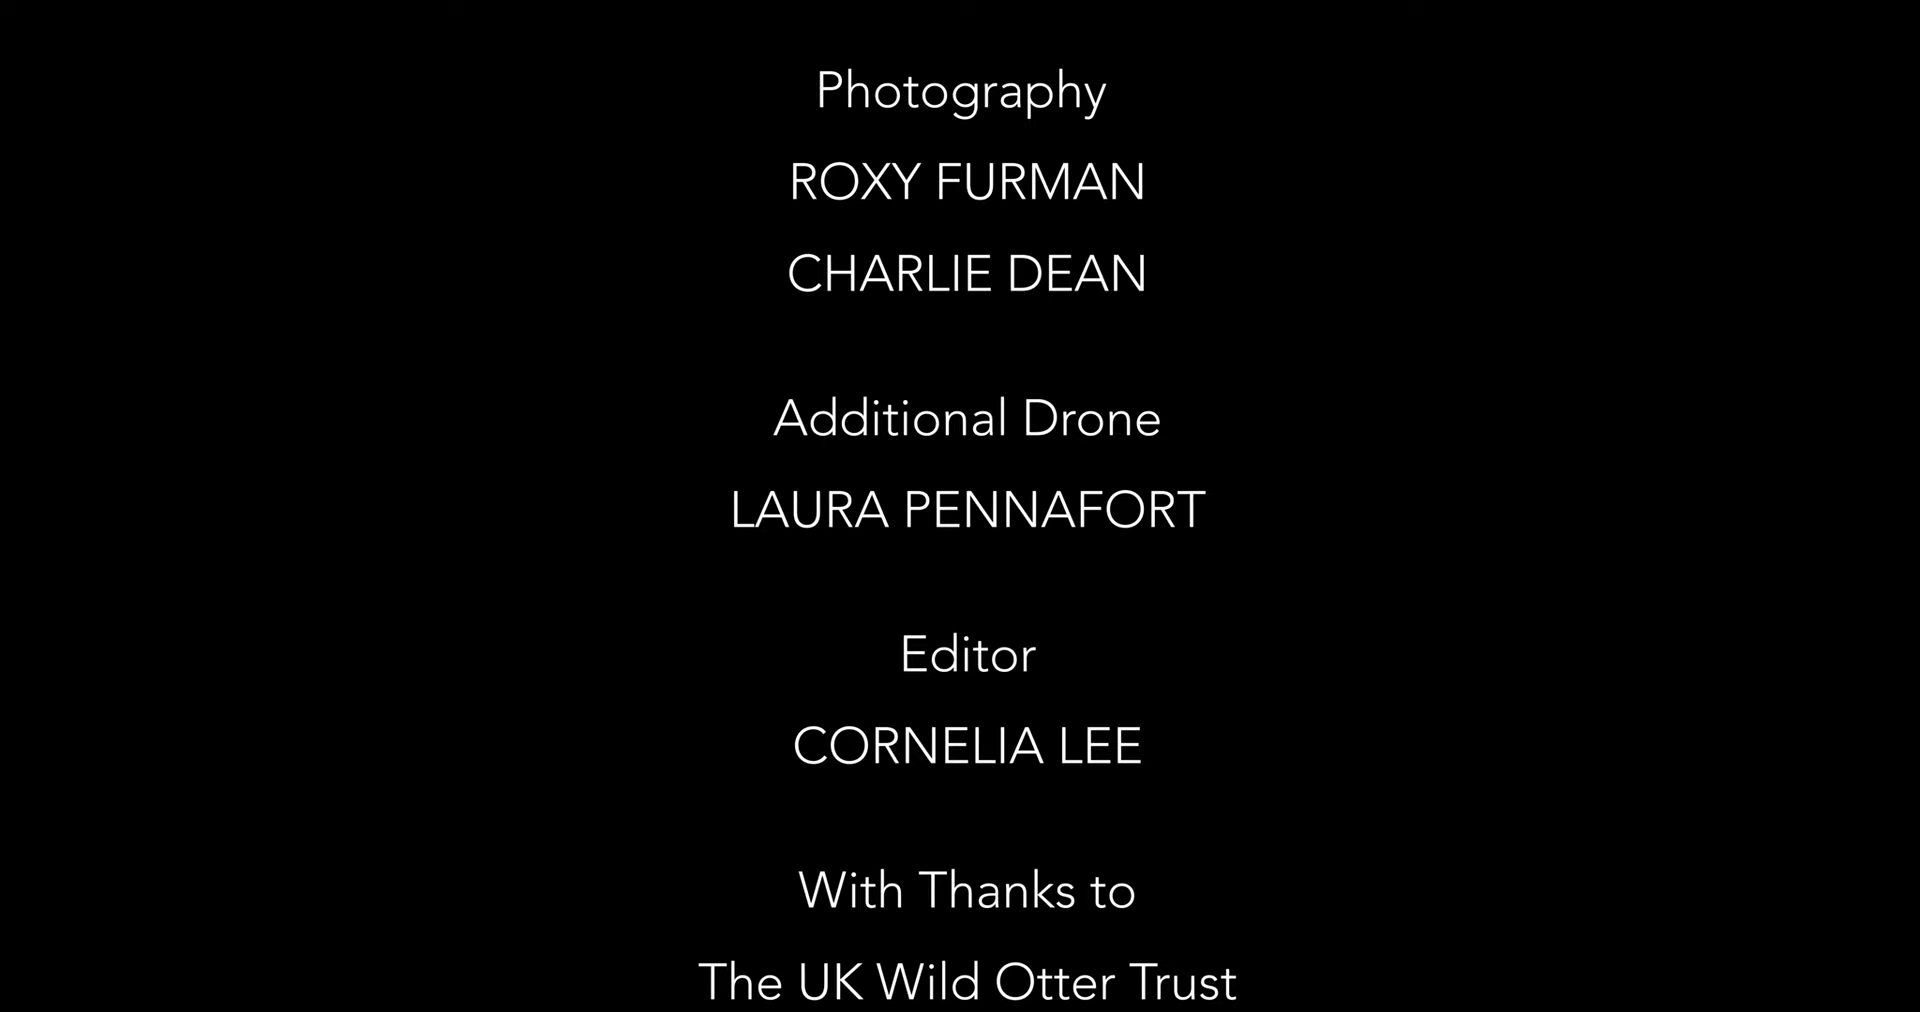 Photography
ROXY FURMAN
CHARLIE DEAN
Additional Drone
LAURA PENNAFORT
Editor
CORNELIA LEE
With Thanks to
The UK Wild Otter Trust